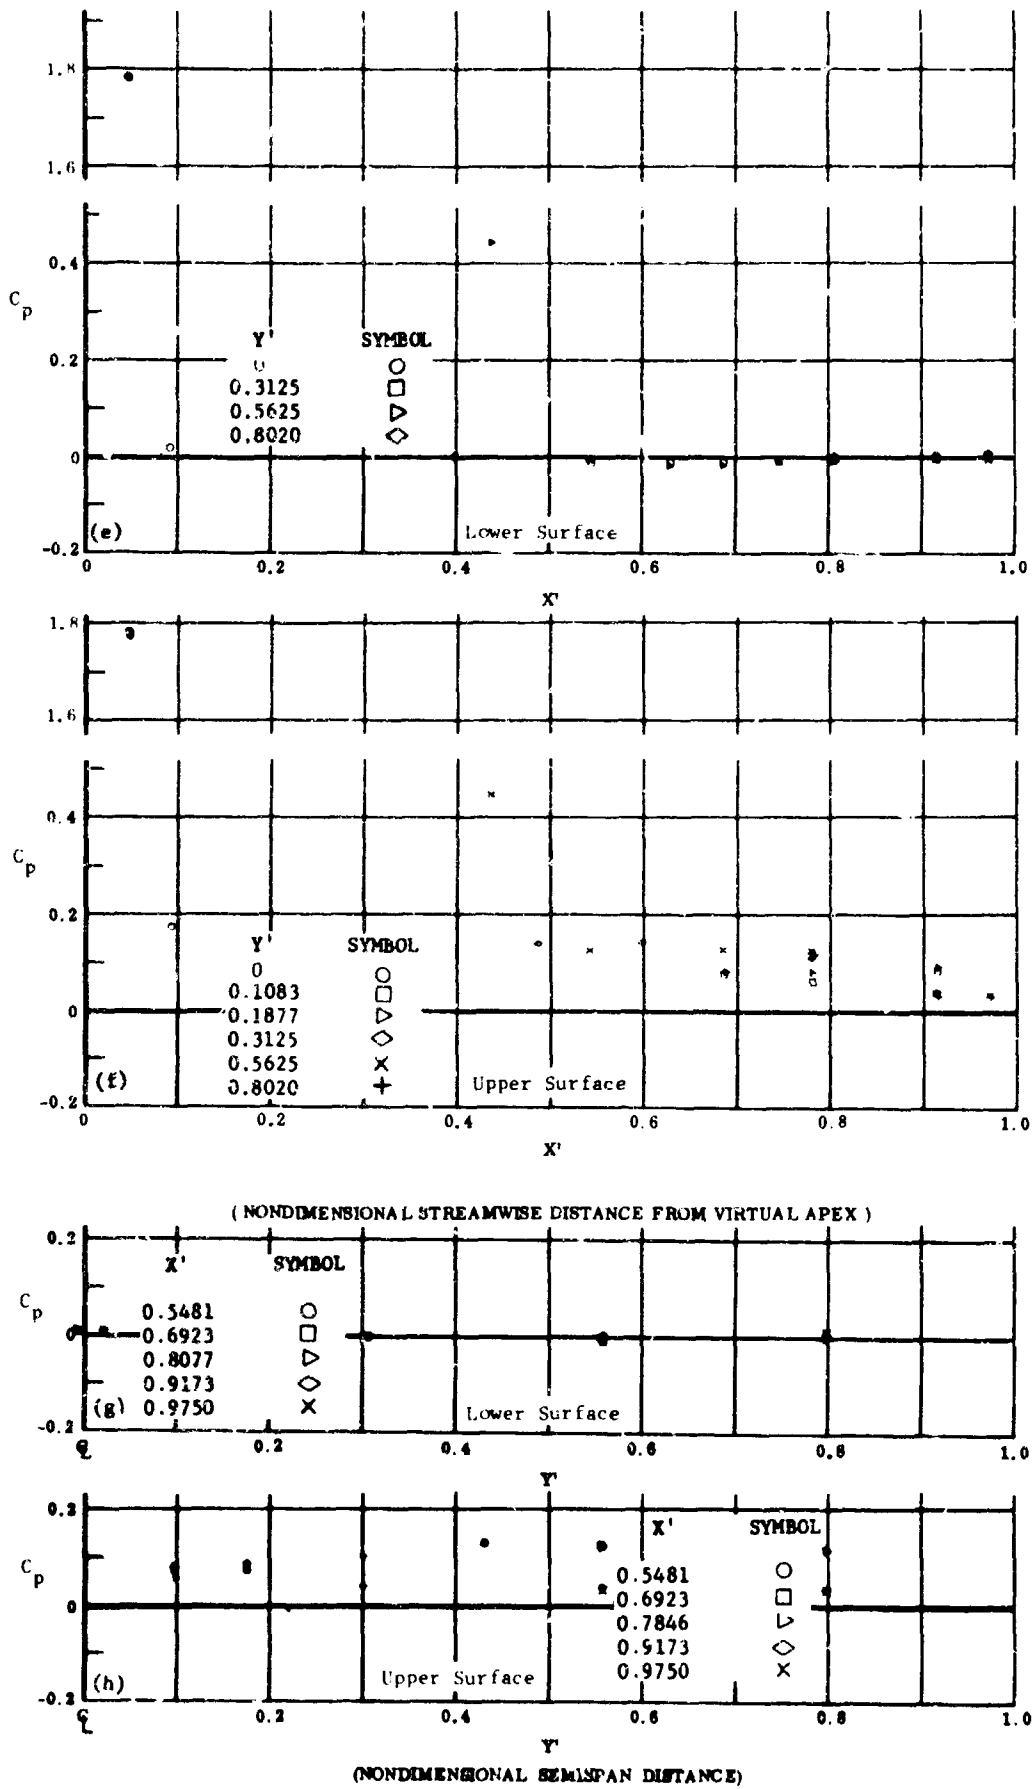 1.8
1.6
0.4
C_p
Y' SYMBOL
0.2
0
0.3125
0.5625
0.8020
0
(e)
Lower Surface
-0.2
0 0.2 0.4 0.6 0.8 1.0
X'
1.8
1.6
0.4
C_p
0.2
Y' SYMBOL
0
0.1083
0.1877
0.3125
0.5625
0.8020
0
(f)
Upper Surface
-0.2
0 0.2 0.4 0.6 0.8 1.0
X'
(NONDIMENSIONAL STREAMWISE DISTANCE FROM VIRTUAL APEX)
0.2
X' SYMBOL
C_p
0.5481
0 0.6923
0.8077
0.9173
(g) 0.9750
Lower Surface
-0.2
℄ 0.2 0.4 0.6 0.8 1.0
Y'
0.2
X' SYMBOL
C_p
0.5481
0.6923
0
0.7846
0.9173
0.9750
(h)
Upper Surface
-0.2
℄ 0.2 0.4 0.6 0.8 1.0
Y'
(NONDIMENSIONAL SEMISPAN DISTANCE)